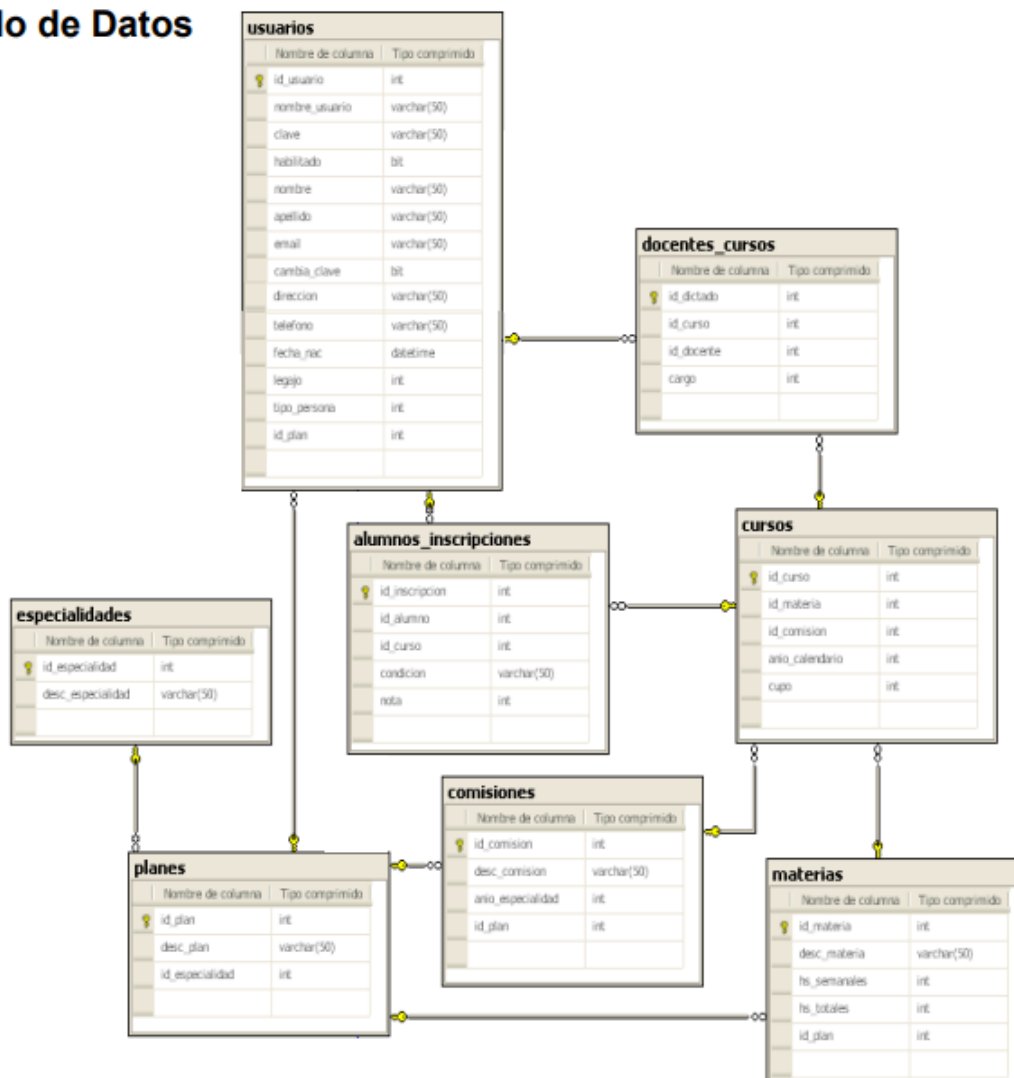 lo de Datos
usuarios
Nombre de columna Tipo comprimido
id_usuario int
nombre_usuario varchar(50)
clave varchar(50)
habilitado bit
nombre varchar(50)
apellido varchar(50)
email varchar(50)
cambia_clave bit
direccion varchar(50)
telefono varchar(50)
fecha_nac datetime
legajo int
tipo_persona int
id_plan int
docentes_cursos
Nombre de columna Tipo comprimido
id_dictado int
id_curso int
id_docente int
cargo int
alumnos_inscripciones
Nombre de columna Tipo comprimido
id_inscripcion int
id_alumno int
id_curso int
condicion varchar(50)
nota int
cursos
Nombre de columna Tipo comprimido
id_curso int
id_materia int
id_comision int
anio_calendario int
cupo int
especialidades
Nombre de columna Tipo comprimido
id_especialidad int
desc_especialidad varchar(50)
comisiones
Nombre de columna Tipo comprimido
id_comision int
desc_comision varchar(50)
anio_especialidad int
id_plan int
planes
Nombre de columna Tipo comprimido
id_plan int
desc_plan varchar(50)
id_especialidad int
materias
Nombre de columna Tipo comprimido
id_materia int
desc_materia varchar(50)
hs_semanales int
hs_totales int
id_plan int